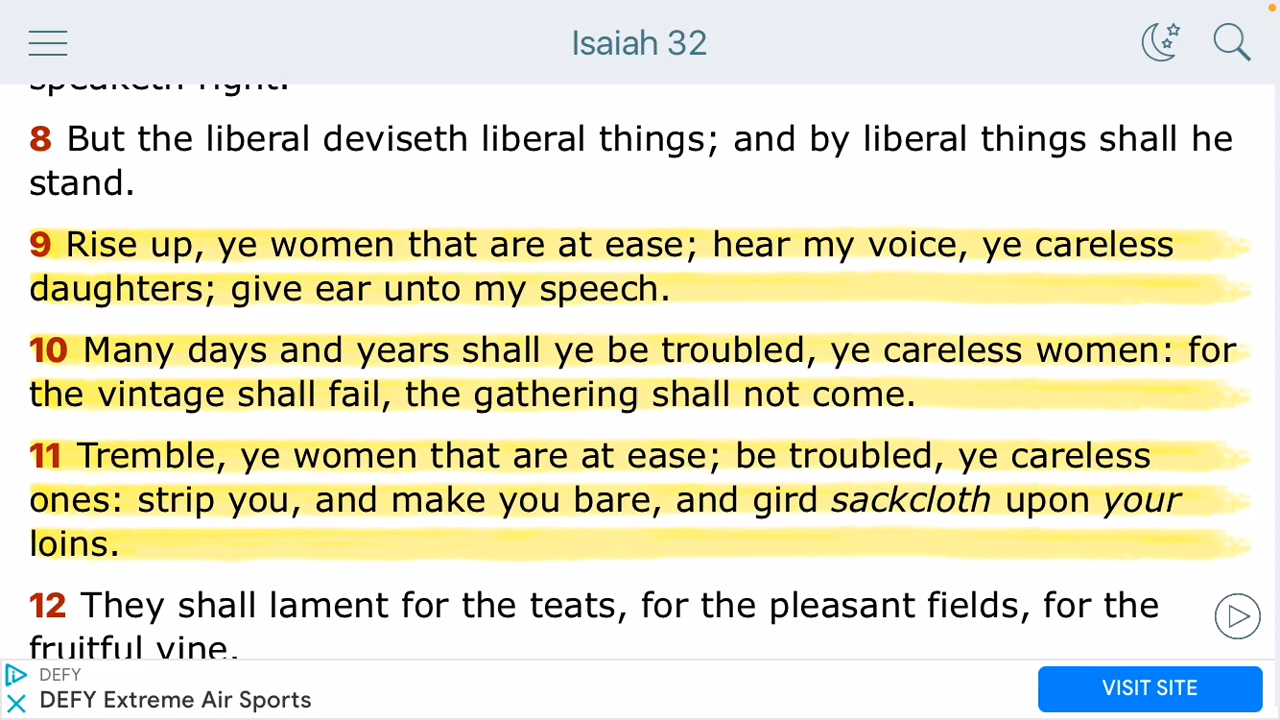 Isaiah 32
speaketh right.
8 But the liberal deviseth liberal things; and by liberal things shall he
stand.
9 Rise up, ye women that are at ease; hear my voice, ye careless
daughters; give ear unto my speech.
10 Many days and years shall ye be troubled, ye careless women: for
the vintage shall fail, the gathering shall not come.
11 Tremble, ye women that are at ease; be troubled, ye careless
ones: strip you, and make you bare, and gird sackcloth upon your
loins.
12 They shall lament for the teats, for the pleasant fields, for the
fruitful vine.
DEFY
DEFY Extreme Air Sports
VISIT SITE